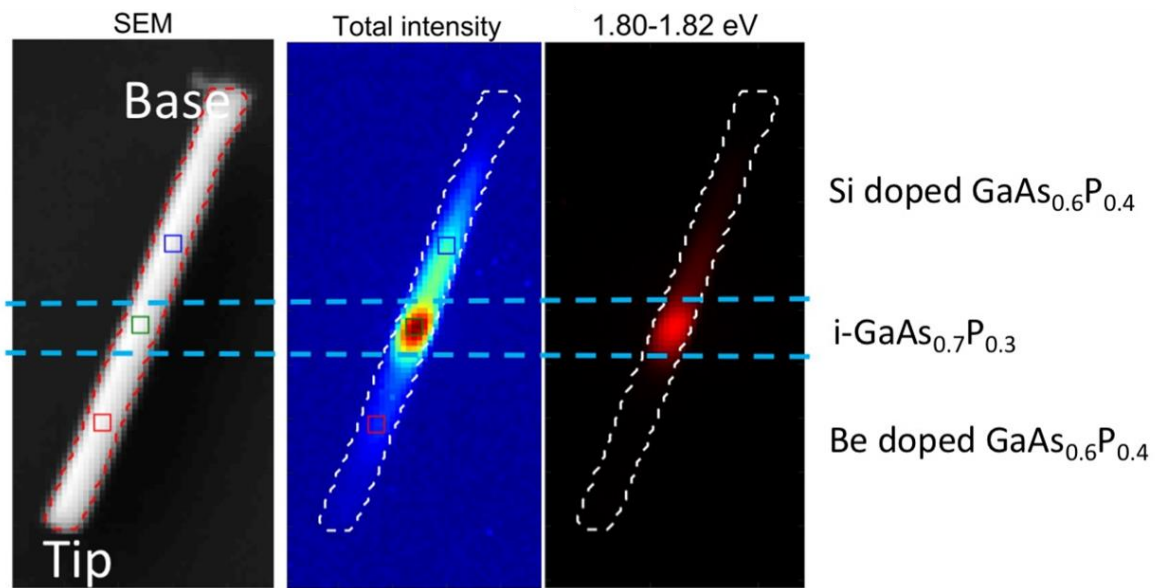 SEM
Total intensity
1.80-1.82 eV
Base
Si doped GaAs₀.₆P₀.₄
i-GaAs₀.₇P₀.₃
Be doped GaAs₀.₆P₀.₄
Tip